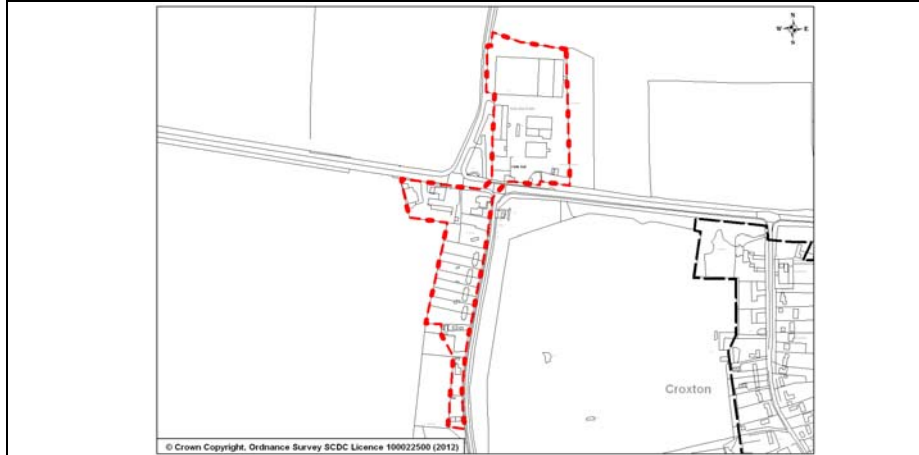 N
W E
S
Croxton
© Crown Copyright, Ordnance Survey SCDC Licence 100022500 (2012)